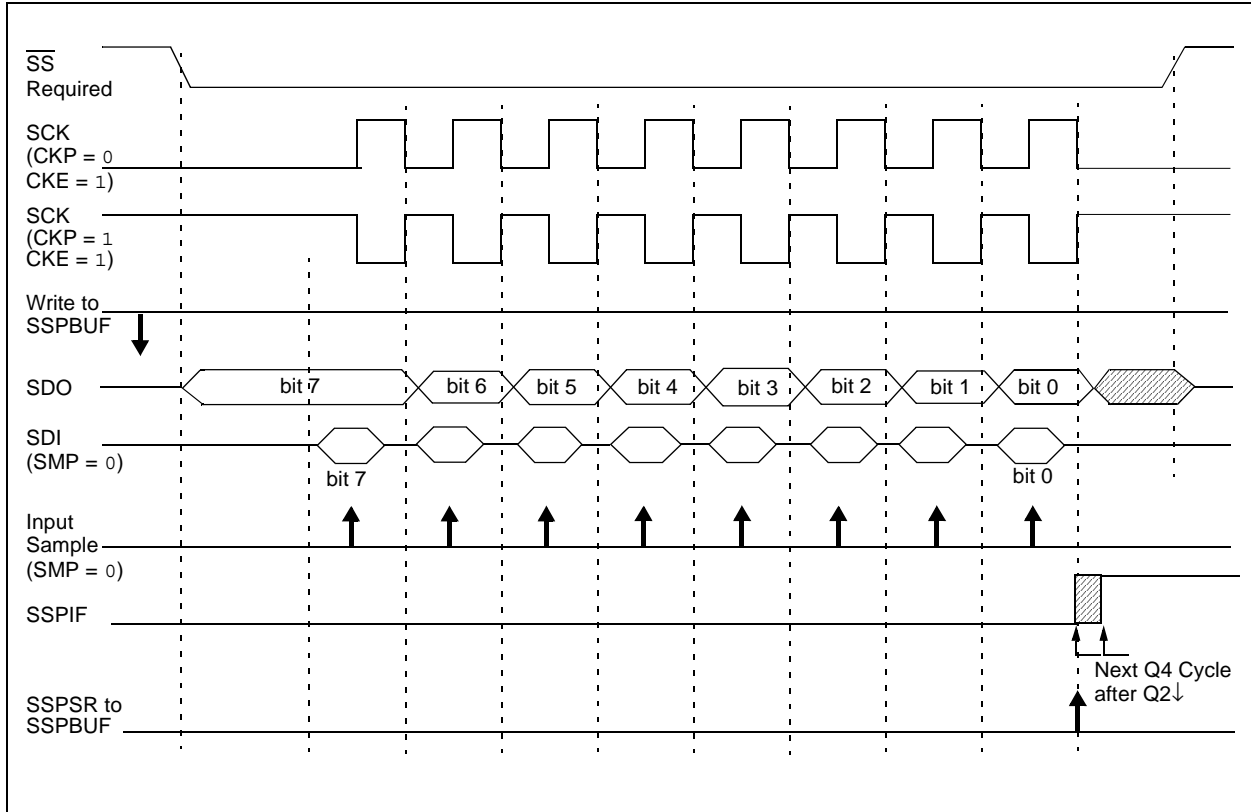 SS
Required
SCK
(CKP = 0
CKE = 1)
SCK
(CKP = 1
CKE = 1)
Write to
SSPBUF
SDO
bit 7 bit 6 bit 5 bit 4 bit 3 bit 2 bit 1 bit 0
SDI
(SMP = 0)
bit 7 bit 0
Input
Sample
(SMP = 0)
SSPIF
Next Q4 Cycle
after Q2↓
SSPSR to
SSPBUF